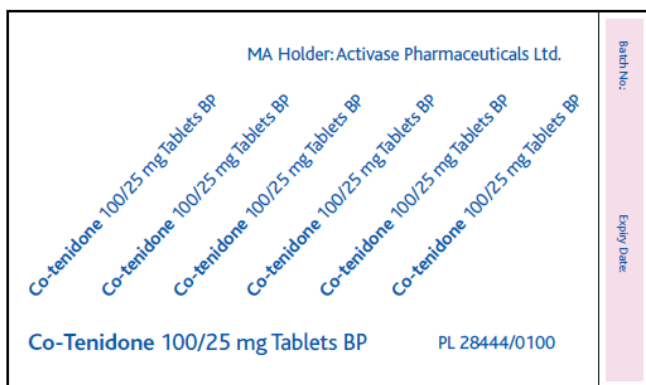 MA Holder: Activase Pharmaceuticals Ltd.
Co-tenidone 100/25 mg Tablets BP
Co-tenidone 100/25 mg Tablets BP
Co-tenidone 100/25 mg Tablets BP
Co-tenidone 100/25 mg Tablets BP
Co-tenidone 100/25 mg Tablets BP
Co-tenidone 100/25 mg Tablets BP
Co-Tenidone 100/25 mg Tablets BP
PL 28444/0100
Batch No:
Expiry Date: